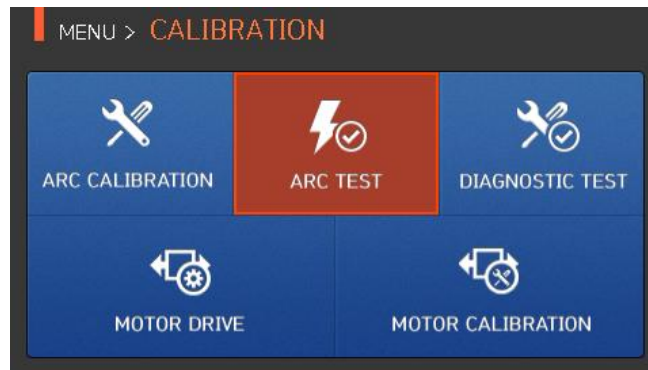 MENU > CALIBRATION
ARC CALIBRATION
ARC TEST
DIAGNOSTIC TEST
MOTOR DRIVE
MOTOR CALIBRATION